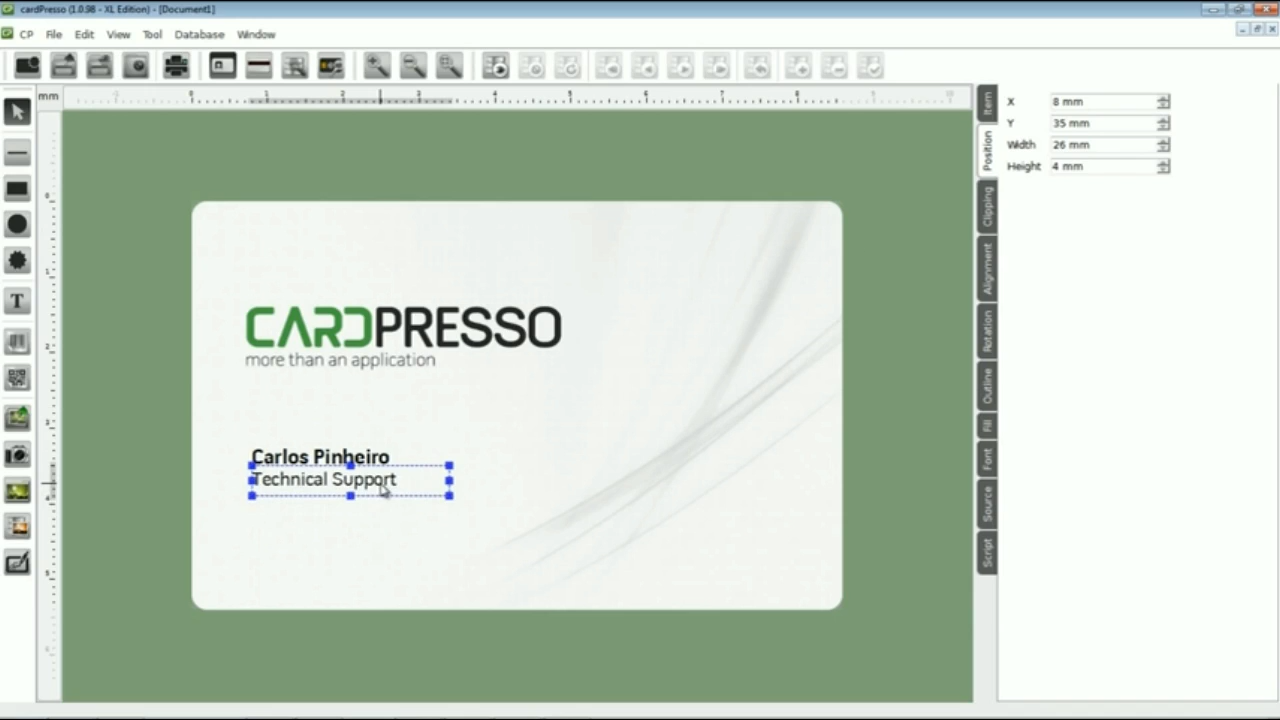 cardPresso (1.0.98 - XL Edition) - [Document1]
CP File Edit View Tool Database Window
mm
Item
X 8 mm
Position
Y 35 mm
Width 26 mm
Height 4 mm
Clipping
Alignment
Rotation
Outline
Fill
Font
Source
Script
CARDPRESSO
more than an application
Carlos Pinheiro
Technical Support